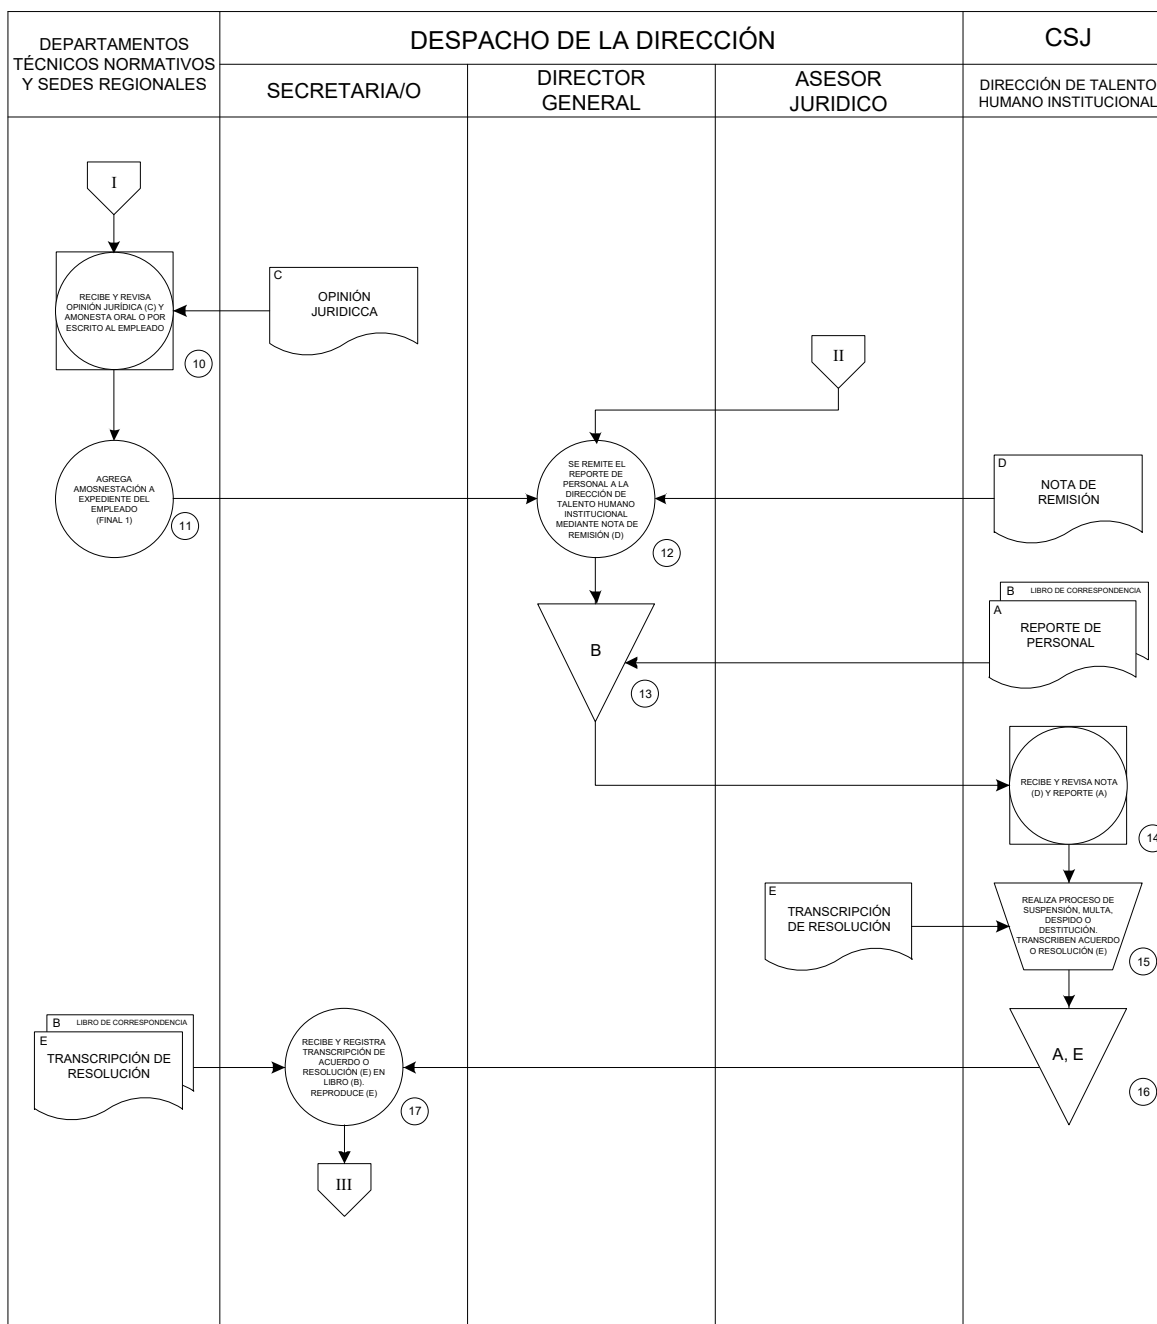 DEPARTAMENTOS
TÉCNICOS NORMATIVOS
Y SEDES REGIONALES
DESPACHO DE LA DIRECCIÓN
CSJ
SECRETARIA/O
DIRECTOR
GENERAL
ASESOR
JURIDICO
DIRECCIÓN DE TALENTO
HUMANO INSTITUCIONAL
I
RECIBE Y REVISA
OPINIÓN JURÍDICA (C) Y
AMONESTA ORAL O POR
ESCRITO AL EMPLEADO
10
C
OPINIÓN
JURIDICCA
II
AGREGA
AMOSNESTACIÓN A
EXPEDIENTE DEL
EMPLEADO
(FINAL 1)
11
SE REMITE EL
REPORTE DE
PERSONAL A LA
DIRECCIÓN DE
TALENTO HUMANO
INSTITUCIONAL
MEDIANTE NOTA DE
REMISIÓN (D)
12
D
NOTA DE
REMISIÓN
B
13
B LIBRO DE CORRESPONDENCIA
A
REPORTE DE
PERSONAL
RECIBE Y REVISA NOTA
(D) Y REPORTE (A)
14
E
TRANSCRIPCIÓN
DE RESOLUCIÓN
REALIZA PROCESO DE
SUSPENSIÓN, MULTA,
DESPIDO O
DESTITUCIÓN.
TRANSCRIBEN ACUERDO
O RESOLUCIÓN (E)
15
B LIBRO DE CORRESPONDENCIA
E
TRANSCRIPCIÓN DE
RESOLUCIÓN
RECIBE Y REGISTRA
TRANSCRIPCIÓN DE
ACUERDO O
RESOLUCIÓN (E) EN
LIBRO (B).
REPRODUCE (E)
17
A, E
16
III